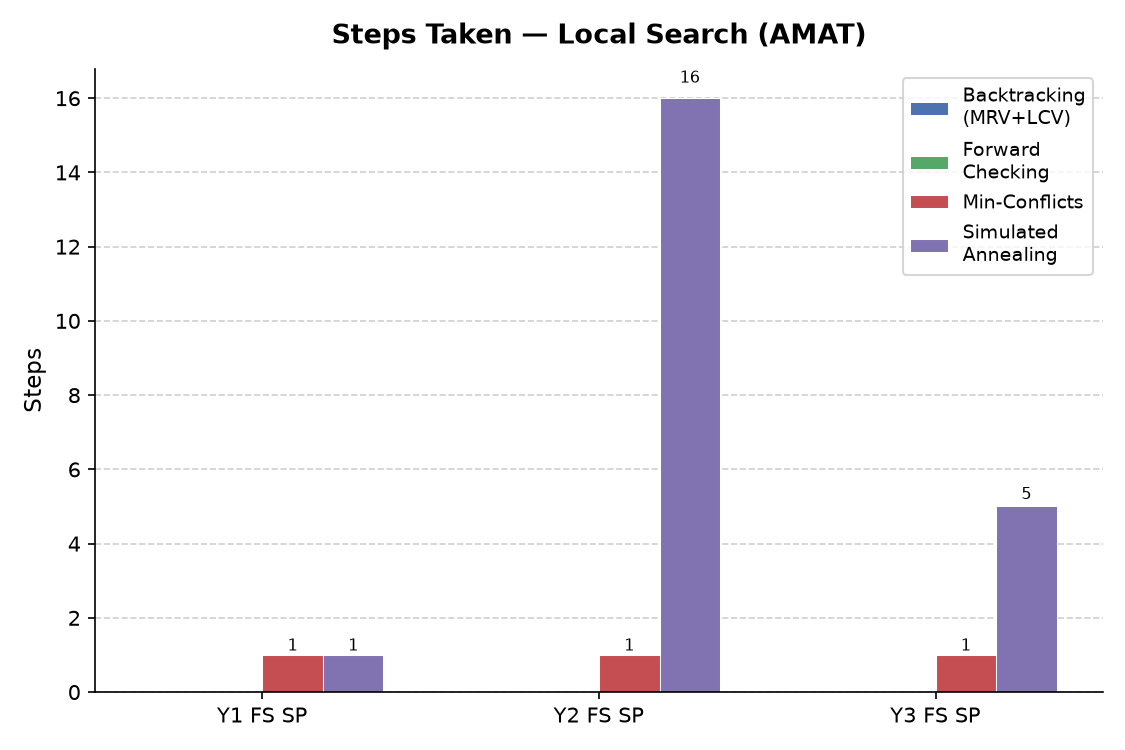 Steps Taken — Local Search (AMAT)
Steps
16
14
12
10
8
6
4
2
0
1
1
1
16
1
5
Y1 FS SP
Y2 FS SP
Y3 FS SP
Backtracking
(MRV+LCV)
Forward
Checking
Min-Conflicts
Simulated
Annealing